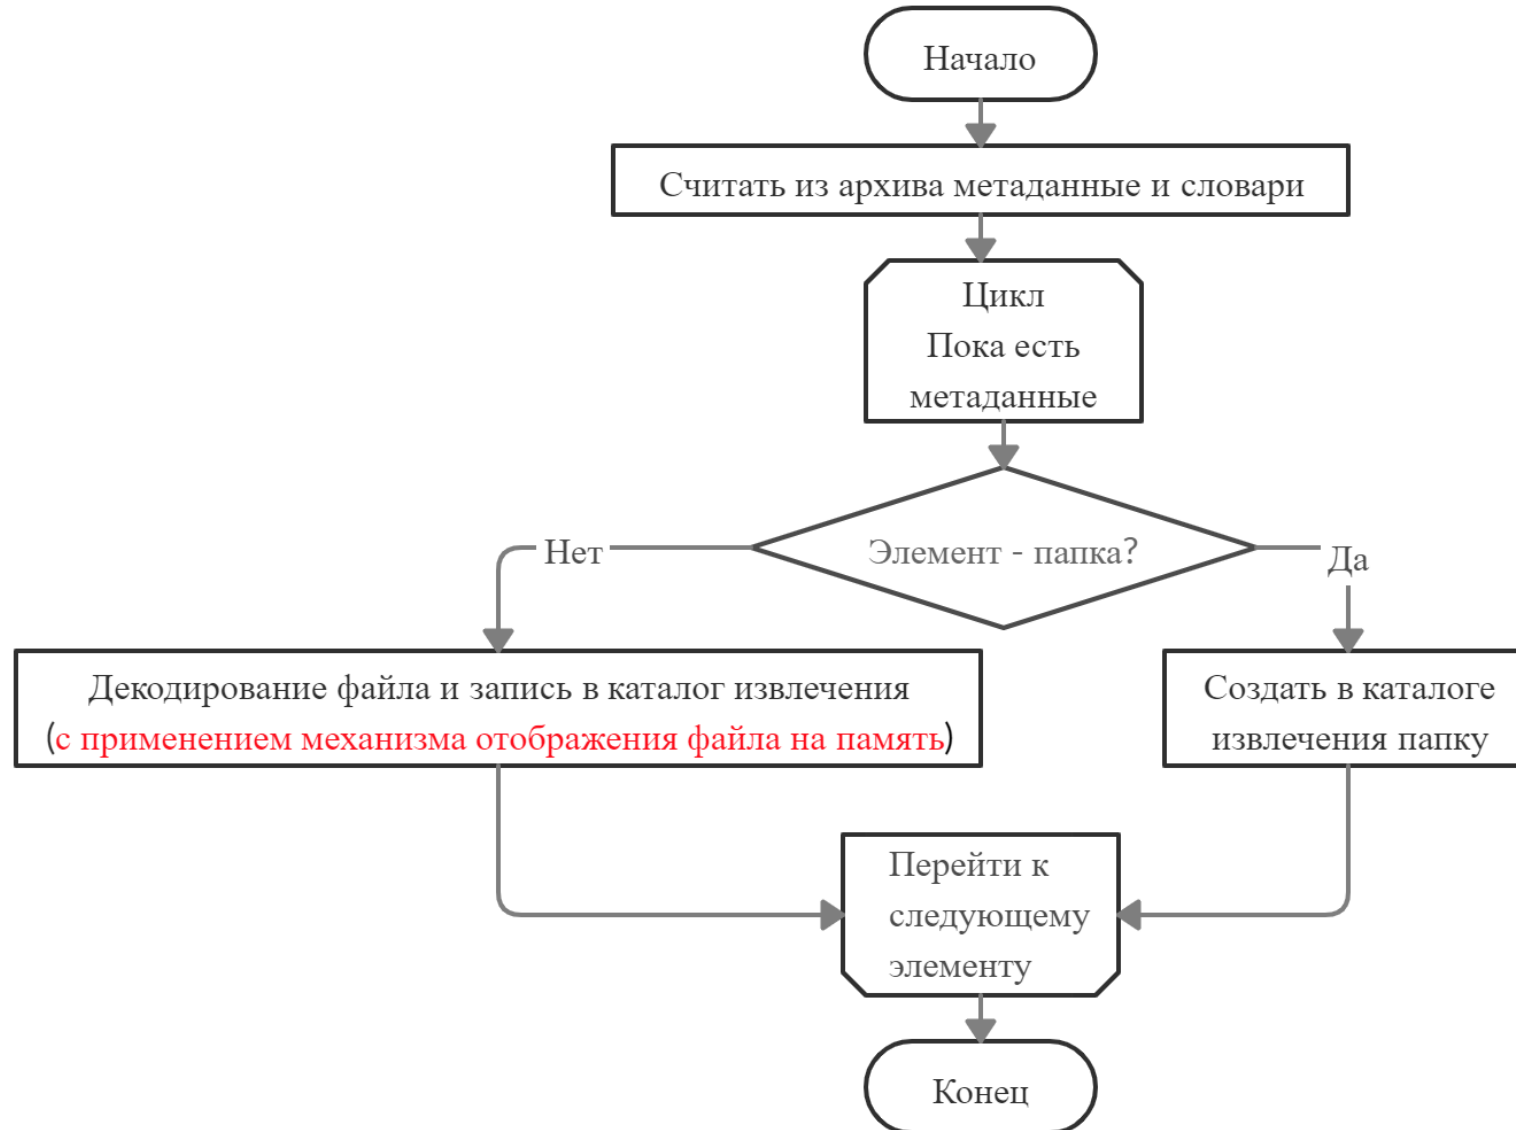 Начало
Считать из архива метаданные и словари
Цикл
Пока есть
метаданные
Элемент - папка?
Нет
Да
Декодирование файла и запись в каталог извлечения
(с применением механизма отображения файла на память)
Создать в каталоге
извлечения папку
Перейти к
следующему
элементу
Конец